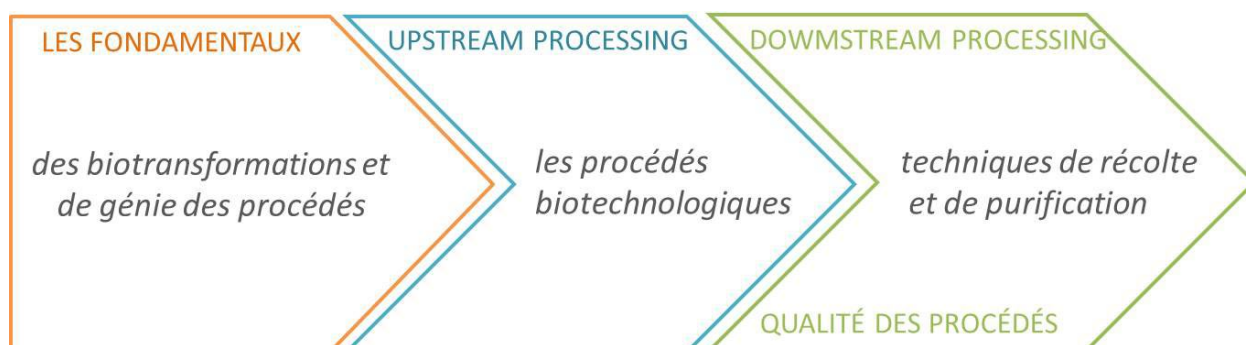 LES FONDAMENTAUX
des biotransformations et
de génie des procédés
UPSTREAM PROCESSING
les procédés
biotechnologiques
DOWMSTREAM PROCESSING
techniques de récolte
et de purification
QUALITÉ DES PROCÉDÉS